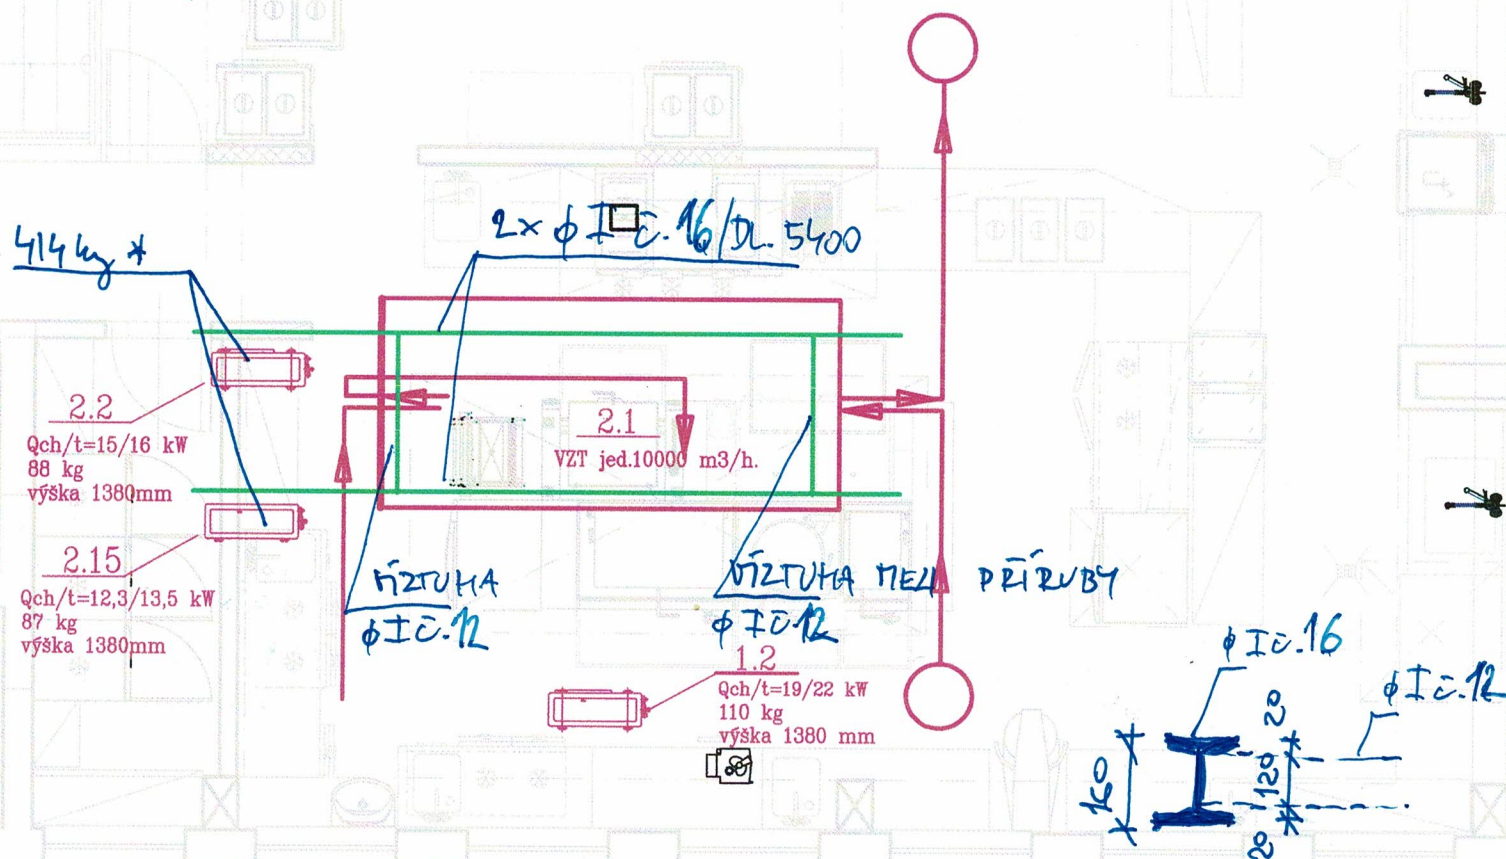 2x ϕ I č. 16/DL. 5400
414 kg *
2.2
Qch/t=15/16 kW
88 kg
výška 1380mm
2.1
VZT jed.10000 m3/h.
2.15
Qch/t=12,3/13,5 kW
87 kg
výška 1380mm
VÍZTUHA
ϕ I č.12
VÍZTUHA MEZI PŘÍRUBY
ϕ I č.12
1.2
Qch/t=19/22 kW
110 kg
výška 1380 mm
ϕ I č.16
ϕ I č.12
160
20
120
20